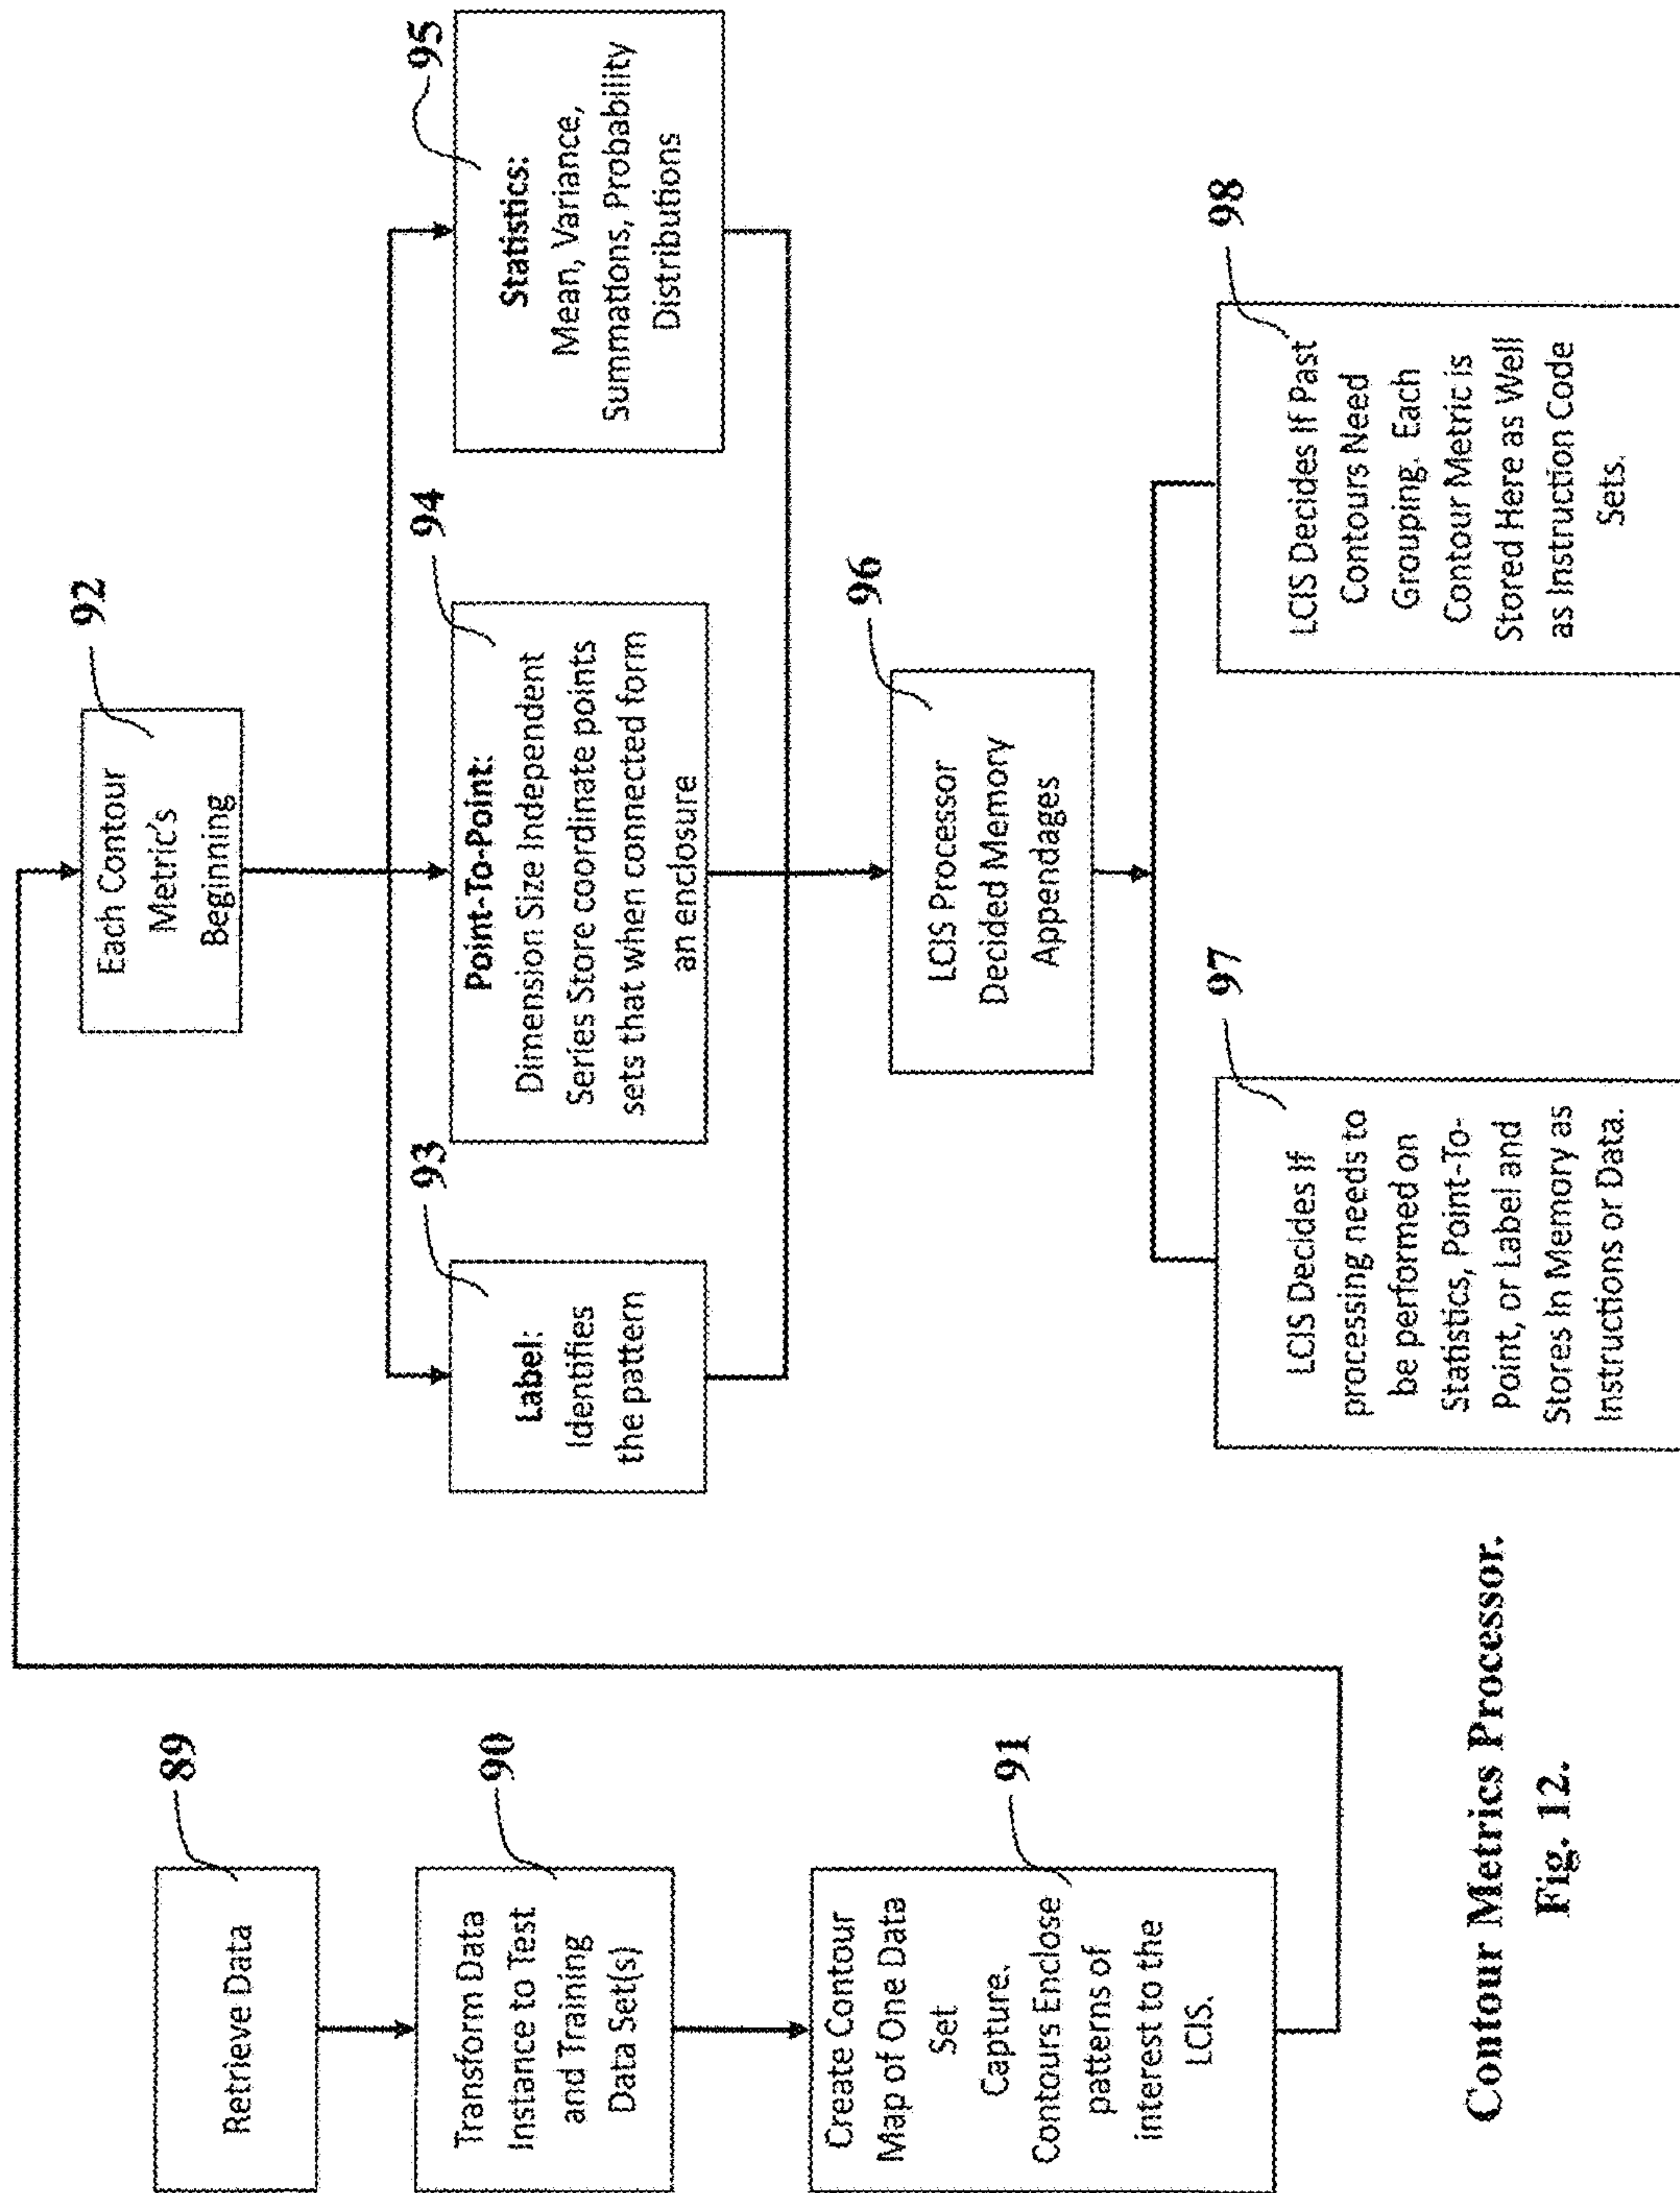 89
Retrieve Data
90
Transform Data
Instance to Test
and Training
Data Set(s)
91
Create Contour
Map of One Data
Set
Capture.
Contours Enclose
patterns of
interest to the
LCIS.
92
Each Contour
Metric's
Beginning
93
Label:
Identifies
the pattern
94
Point-To-Point:
Dimension Size Independent
Series Store coordinate points
sets that when connected form
an enclosure
95
Statistics:
Mean, Variance,
Summations, Probability
Distributions
96
LCIS Processor
Decided Memory
Appendages
97
LCIS Decides If
processing needs to
be performed on
Statistics, Point-To-
Point, or Label and
Stores In Memory as
Instructions or Data.
98
LCIS Decides If Past
Contours Need
Grouping. Each
Contour Metric is
Stored Here as Well
as Instruction Code
Sets.
Contour Metrics Processor.
Fig. 12.